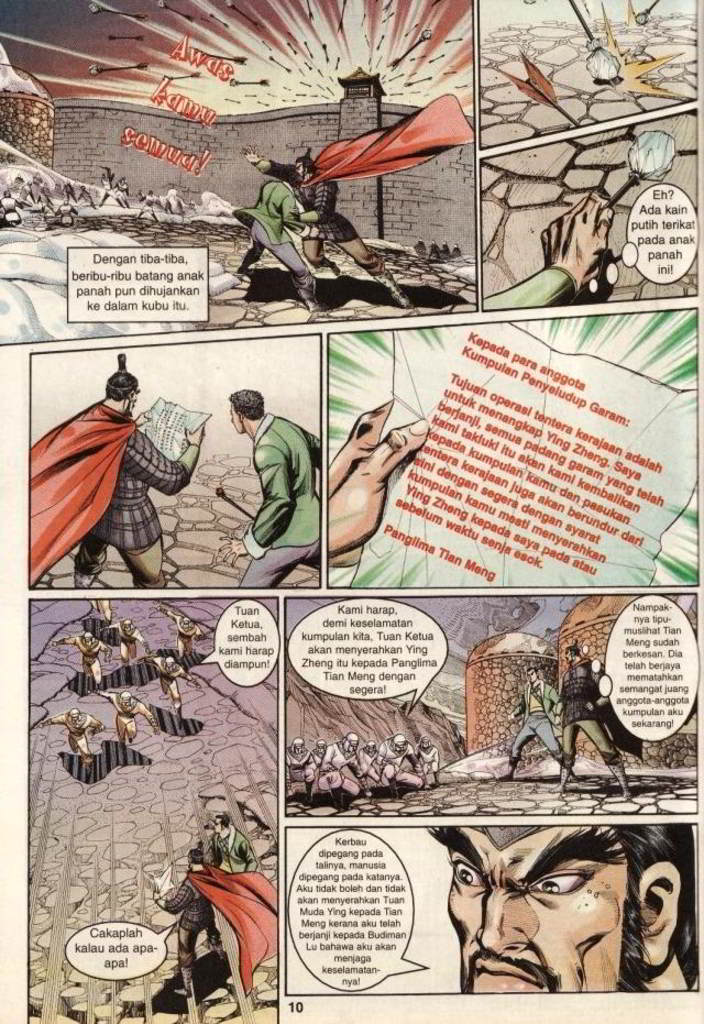 Awas
kamu
semua!
Dengan tiba-tiba,
beribu-ribu batang anak
panah pun dihujankan
ke dalam kubu itu.
Eh?
Ada kain
putih terikat
pada anak
panah
ini!
Kepada para anggota
Kumpulan Penyeludup Garam:
Tujuan operasi tentera kerajaan adalah
untuk menangkap Ying Zheng. Saya
berjanji, semua padang garam yang telah
kami takluki itu akan kami kembalikan
kepada kumpulan kamu dan pasukan
tentera kerajaan juga akan berundur dari
sini dengan segera dengan syarat
kumpulan kamu mesti menyerahkan
Ying Zheng kepada saya pada atau
sebelum waktu senja esok.
Panglima Tian Meng
Tuan
Ketua,
sembah
kami harap
diampun!
Cakaplah
kalau ada apa-
apa!
Kami harap,
demi keselamatan
kumpulan kita, Tuan Ketua
akan menyerahkan Ying
Zheng itu kepada Panglima
Tian Meng dengan
segera!
Nampak-
nya tipu-
muslihat Tian
Meng sudah
berkesan. Dia
telah berjaya
mematahkan
semangat juang
anggota-anggota
kumpulan aku
sekarang!
Kerbau
dipegang pada
talinya, manusia
dipegang pada katanya.
Aku tidak boleh dan tidak
akan menyerahkan Tuan
Muda Ying kepada Tian
Meng kerana aku telah
berjanji kepada Budiman
Lu bahawa aku akan
menjaga
keselamatan-
nya!
10